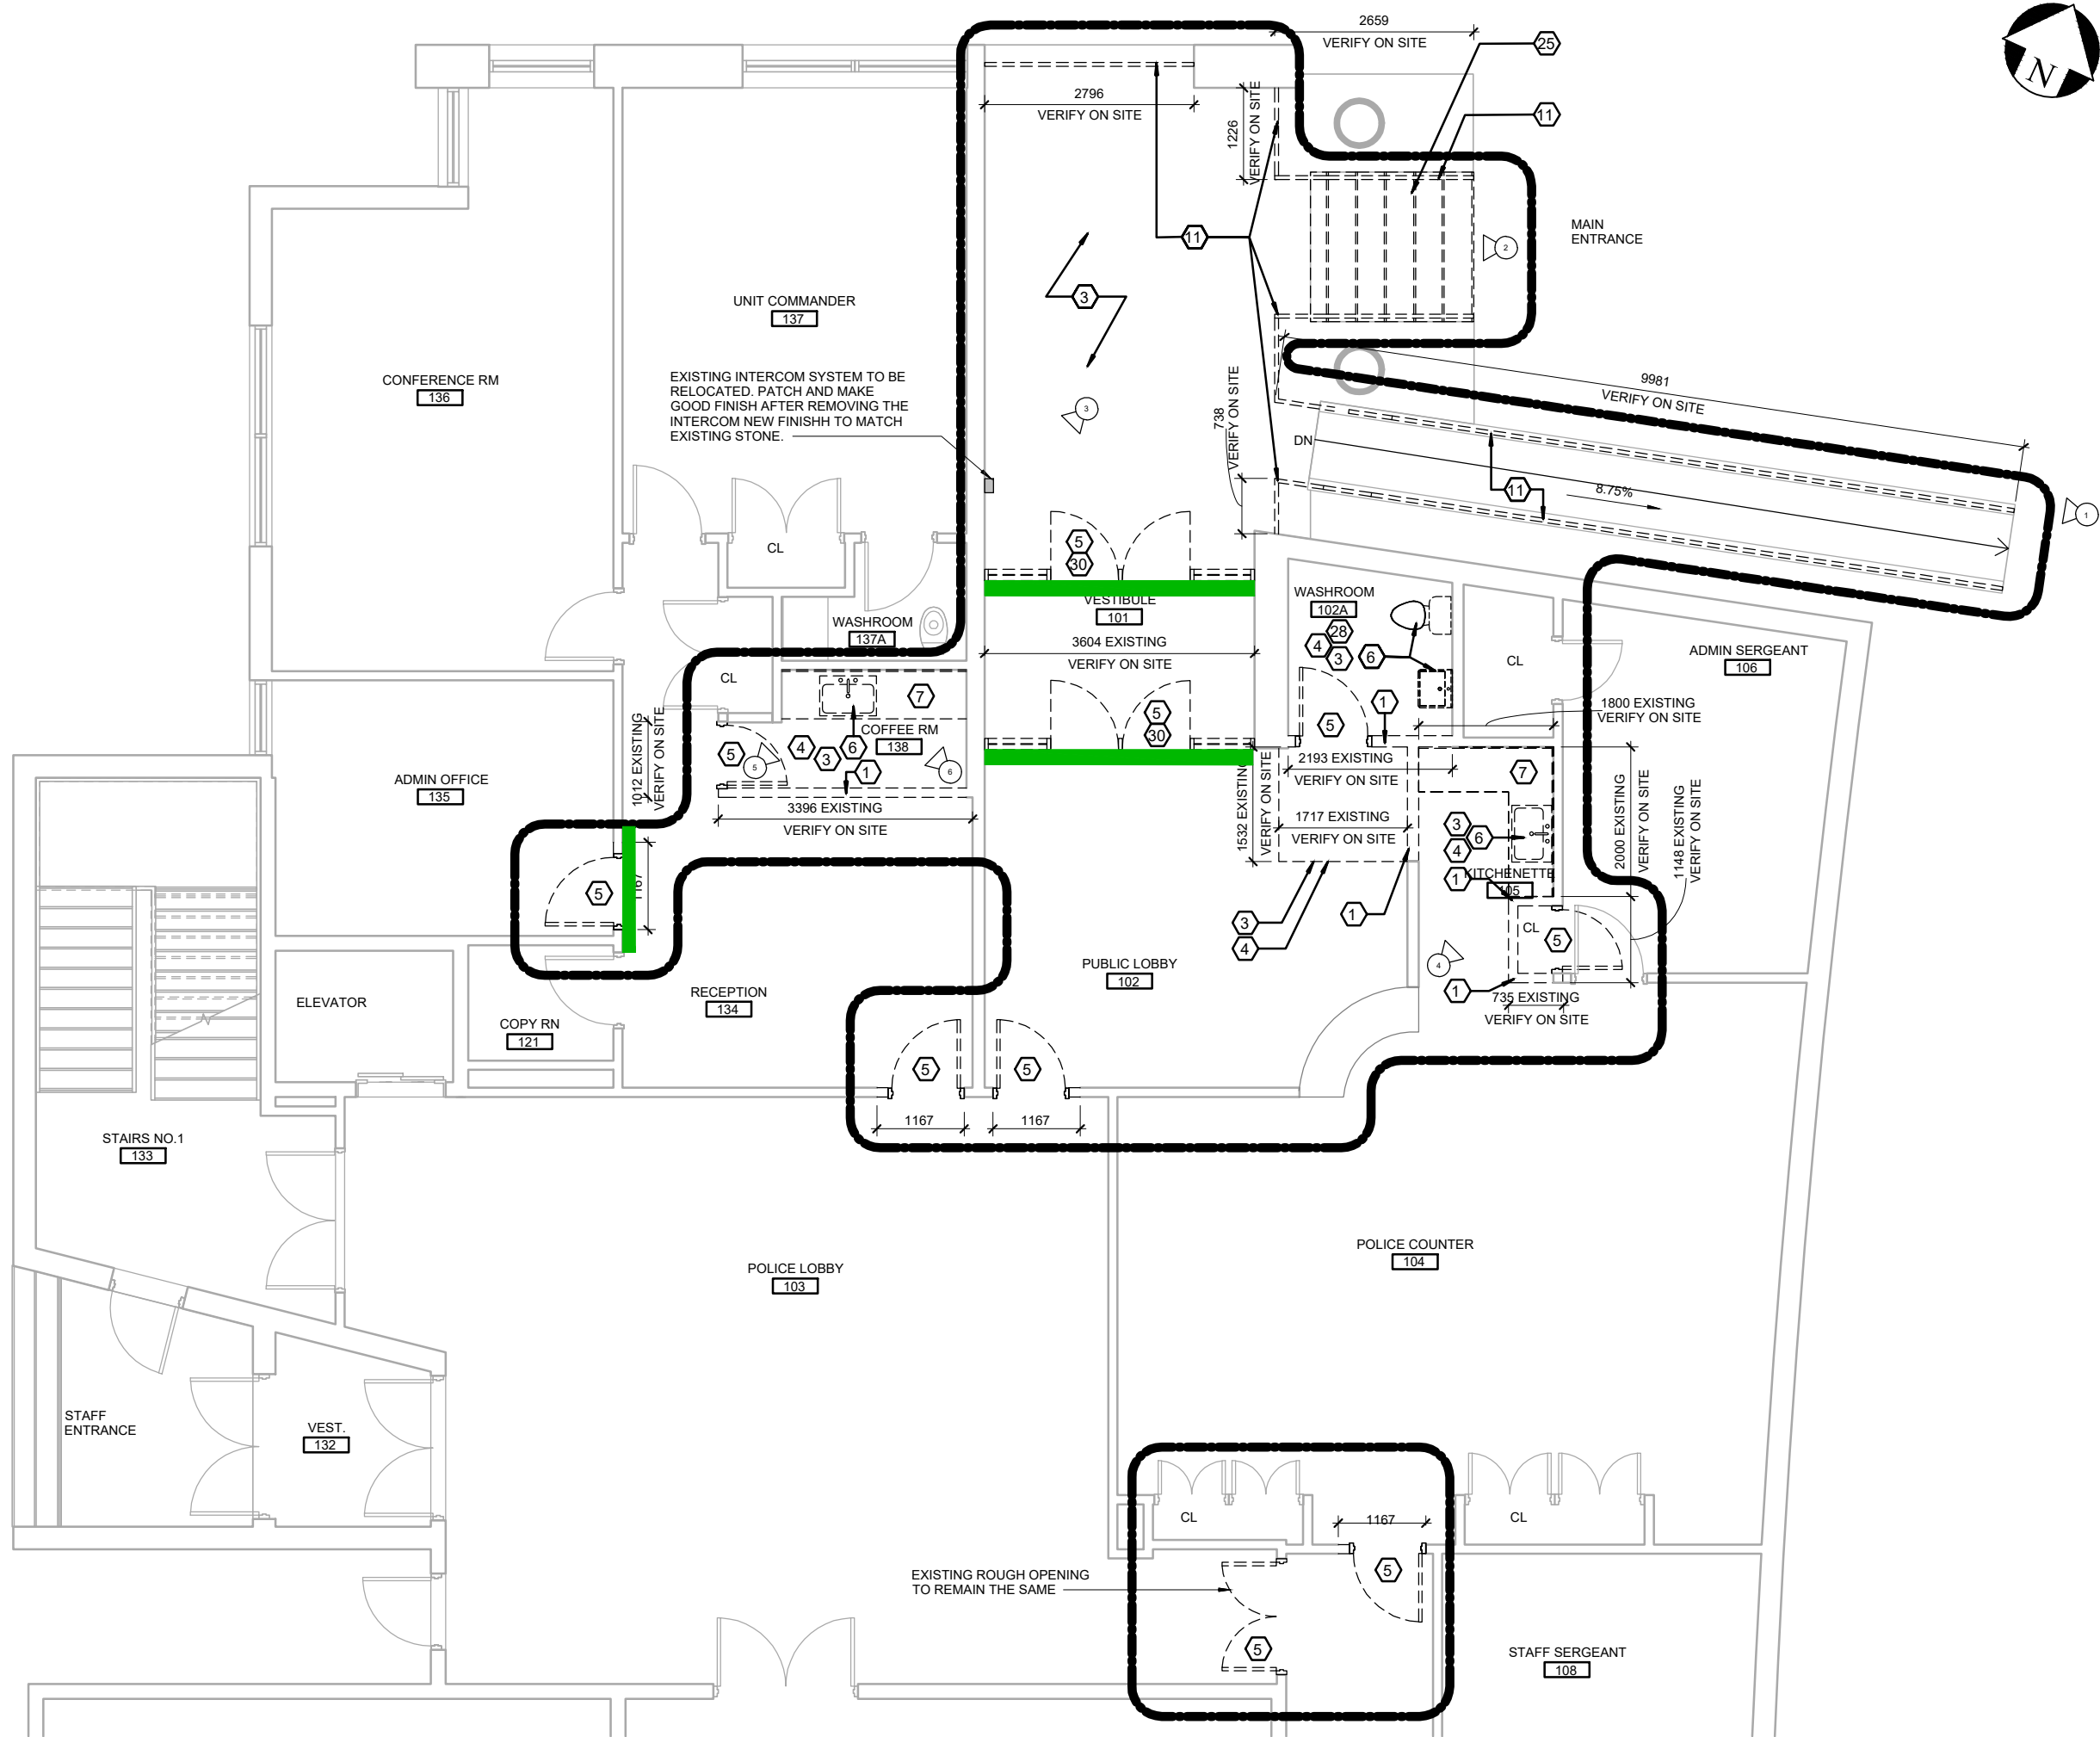 2659
VERIFY ON SITE
25
N
2796
VERIFY ON SITE
1226
VERIFY ON SITE
11
MAIN
ENTRANCE
2
11
3
UNIT COMMANDER
137
CONFERENCE RM
136
EXISTING INTERCOM SYSTEM TO BE
RELOCATED. PATCH AND MAKE
GOOD FINISH AFTER REMOVING THE
INTERCOM NEW FINISHH TO MATCH
EXISTING STONE.
3
738
VERIFY ON SITE
9981
VERIFY ON SITE
DN
8.75%
11
1
CL
5
30
VESTIBULE
101
3604 EXISTING
VERIFY ON SITE
WASHROOM
137A
WASHROOM
102A
28
4
3
6
CL
ADMIN SERGEANT
106
1800 EXISTING
VERIFY ON SITE
CL
7
COFFEE RM
138
5
5
4
3
6
1
6
5
30
5
1
2193 EXISTING
VERIFY ON SITE
1012 EXISTING
VERIFY ON SITE
3396 EXISTING
VERIFY ON SITE
ADMIN OFFICE
135
1532 EXISTING
VERIFY ON SITE
1717 EXISTING
VERIFY ON SITE
7
3
6
4
1
KITCHENETTE
105
2000 EXISTING
VERIFY ON SITE
1148 EXISTING
VERIFY ON SITE
5
1167
3
4
1
CL
5
4
1
735 EXISTING
VERIFY ON SITE
PUBLIC LOBBY
102
RECEPTION
134
ELEVATOR
COPY RN
121
5
5
1167
1167
STAIRS NO.1
133
POLICE LOBBY
103
POLICE COUNTER
104
STAFF
ENTRANCE
VEST.
132
CL
1167
CL
5
EXISTING ROUGH OPENING
TO REMAIN THE SAME
5
STAFF SERGEANT
108